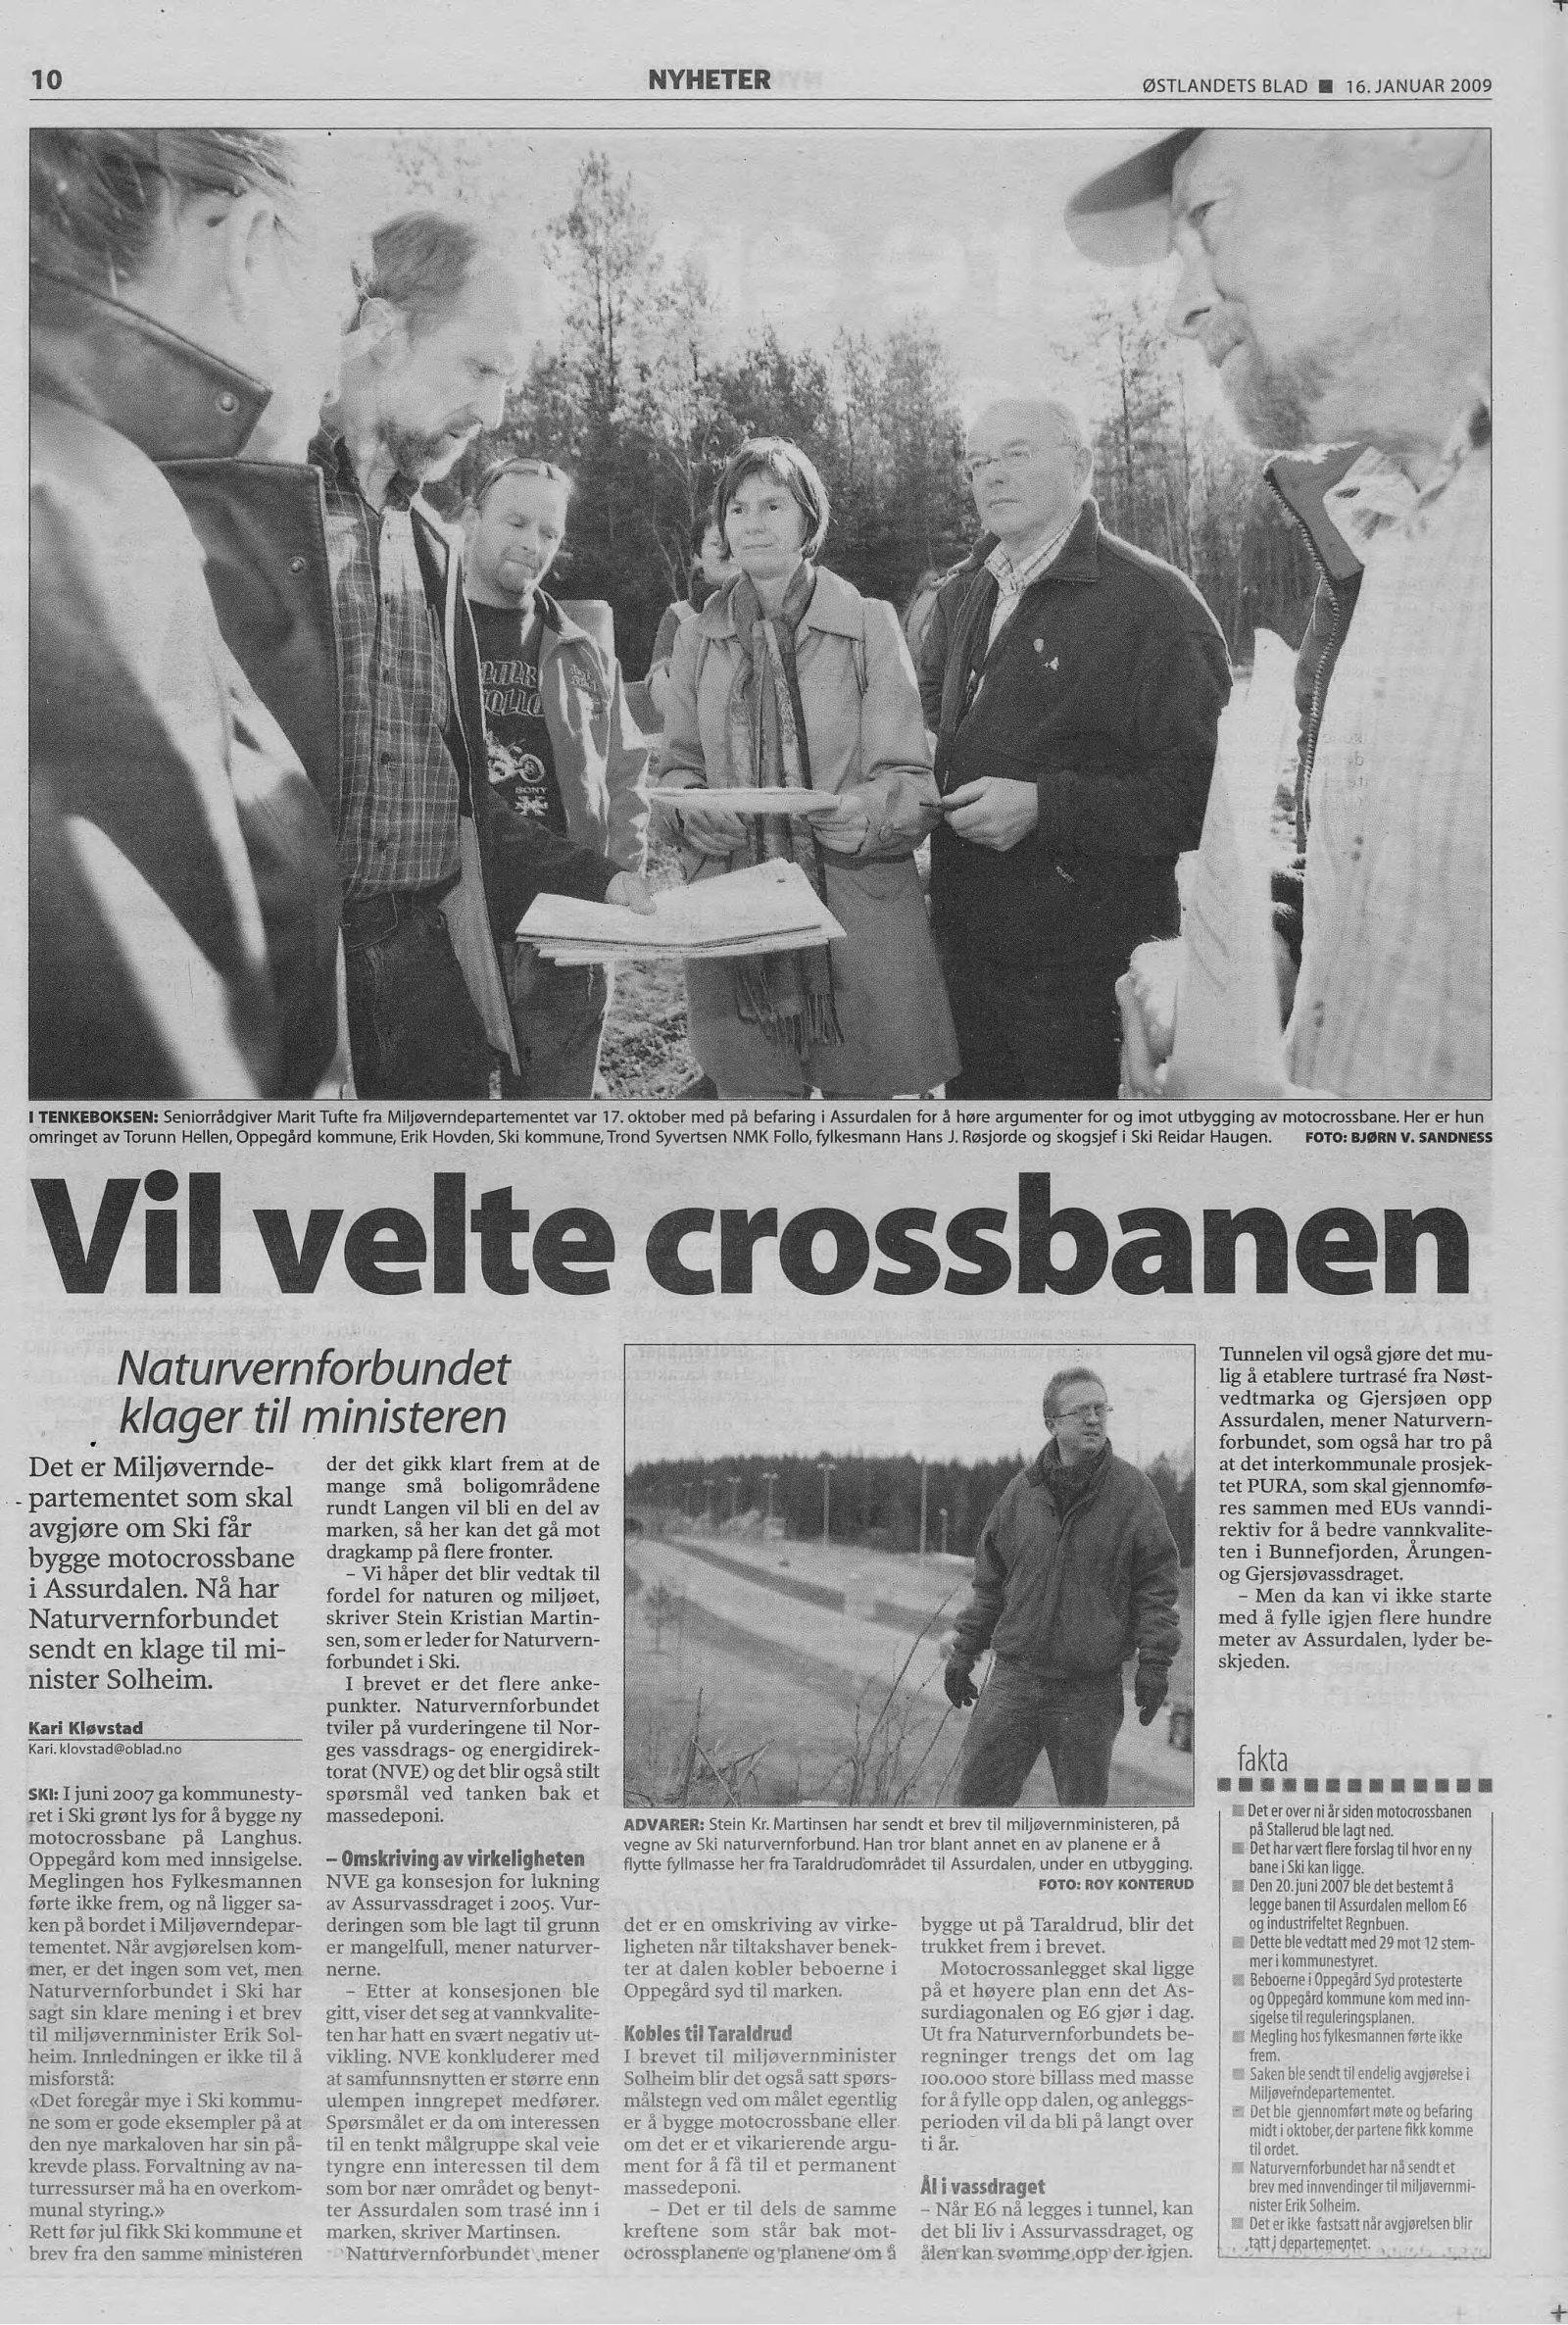 10
NYHETER
ØSTLANDETS BLAD ■ 16. JANUAR 2009
SONY
I TENKEBOKSEN: Seniorrådgiver Marit Tufte fra Miljøverndepartementet var 17. oktober med på befaring i Assurdalen for å høre argumenter for og imot utbygging av motocrossbane. Her er hun
omringet av Torunn Hellen, Oppegård kommune, Erik Hovden, Ski kommune, Trond Syvertsen NMK Follo, fylkesmann Hans J. Røsjorde og skogsjef i Ski Reidar Haugen. FOTO: BJØRN V. SANDNESS
Vil velte crossbanen
Naturvernforbundet
klager til ministeren
Det er Miljøvernde-
partementet som skal
avgjøre om Ski får
bygge motocrossbane
i Assurdalen. Nå har
Naturvernforbundet
sendt en klage til mi-
nister Solheim.
Kari Kløvstad
Kari.klovstad@oblad.no
SKI: I juni 2007 ga kommunesty-
ret i Ski grønt lys for å bygge ny
motocrossbane på Langhus.
Oppegård kom med innsigelse.
Meglingen hos Fylkesmannen
førte ikke frem, og nå ligger sa-
ken på bordet i Miljøverndepar-
tementet. Når avgjørelsen kom-
mer, er det ingen som vet, men
Naturvernforbundet i Ski har
sagt sin klare mening i et brev
til miljøvernminister Erik Sol-
heim. Innledningen er ikke til å
misforstå:
«Det foregår mye i Ski kommu-
ne som er gode eksempler på at
den nye markaloven har sin på-
krevde plass. Forvaltning av na-
turressurser må ha en overkom-
munal styring.»
Rett før jul fikk Ski kommune et
brev fra den samme ministeren
der det gikk klart frem at de
mange små boligområdene
rundt Langen vil bli en del av
marken, så her kan det gå mot
dragkamp på flere fronter.
– Vi håper det blir vedtak til
fordel for naturen og miljøet,
skriver Stein Kristian Martin-
sen, som er leder for Naturvern-
forbundet i Ski.
I brevet er det flere anke-
punkter. Naturvernforbundet
tviler på vurderingene til Nor-
ges vassdrags- og energidirek-
torat (NVE) og det blir også stilt
spørsmål ved tanken bak et
massedeponi.
– Omskriving av virkeligheten
NVE ga konsesjon for lukning
av Assurvassdraget i 2005. Vur-
deringen som ble lagt til grunn
er mangelfull, mener naturver-
nerne.
– Etter at konsesjonen ble
gitt, viser det seg at vannkvalite-
ten har hatt en svært negativ ut-
vikling. NVE konkluderer med
at samfunnsnytten er større enn
ulempen inngrepet medfører.
Spørsmålet er da om interessen
til en tenkt målgruppe skal veie
tyngre enn interessen til dem
som bor nær området og benyt-
ter Assurdalen som trasé inn i
marken, skriver Martinsen.
Naturvernforbundet mener
ADVARER: Stein Kr. Martinsen har sendt et brev til miljøvernministeren, på
vegne av Ski naturvernforbund. Han tror blant annet en av planene er å
flytte fyllmasse her fra Taraldrudområdet til Assurdalen, under en utbygging.
FOTO: ROY KONTERUD
det er en omskriving av virke-
ligheten når tiltakshaver benek-
ter at dalen kobler beboerne i
Oppegård syd til marken.
Kobles til Taraldrud
I brevet til miljøvernminister
Solheim blir det også satt spørs-
målstegn ved om målet egentlig
er å bygge motocrossbane eller
om det er et vikarierende argu-
ment for å få til et permanent
massedeponi.
– Det er til dels de samme
kreftene som står bak mot-
ocrossplanene og planene om å
bygge ut på Taraldrud, blir det
trukket frem i brevet.
Motocrossanlegget skal ligge
på et høyere plan enn det As-
surdiagonalen og E6 gjør i dag.
Ut fra Naturvernforbundets be-
regninger trengs det om lag
100.000 store billass med masse
for å fylle opp dalen, og anleggs-
perioden vil da bli på langt over
ti år.
Ål i vassdraget
– Når E6 nå legges i tunnel, kan
det bli liv i Assurvassdraget, og
ålen kan svømme opp der igjen.
Tunnelen vil også gjøre det mu-
lig å etablere turtrasé fra Nøst-
vedtmarka og Gjersjøen opp
Assurdalen, mener Naturvern-
forbundet, som også har tro på
at det interkommunale prosjek-
tet PURA, som skal gjennomfø-
res sammen med EUs vanndi-
rektiv for å bedre vannkvalite-
ten i Bunnefjorden, Årungen-
og Gjersjøvassdraget.
– Men da kan vi ikke starte
med å fylle igjen flere hundre
meter av Assurdalen, lyder be-
skjeden.
fakta
■ Det er over ni år siden motocrossbanen
på Stallerud ble lagt ned.
■ Det har vært flere forslag til hvor en ny
bane i Ski kan ligge.
■ Den 20. juni 2007 ble det bestemt å
legge banen til Assurdalen mellom E6
og industrifeltet Regnbuen.
■ Dette ble vedtatt med 29 mot 12 stem-
mer i kommunestyret.
■ Beboerne i Oppegård Syd protesterte
og Oppegård kommune kom med inn-
sigelse til reguleringsplanen.
■ Megling hos fylkesmannen førte ikke
frem.
■ Saken ble sendt til endelig avgjørelse i
Miljøverndepartementet.
■ Det ble gjennomført møte og befaring
midt i oktober, der partene fikk komme
til ordet.
■ Naturvernforbundet har nå sendt et
brev med innvendinger til miljøvernmi-
nister Erik Solheim.
■ Det er ikke fastsatt når avgjørelsen blir
tatt i departementet.